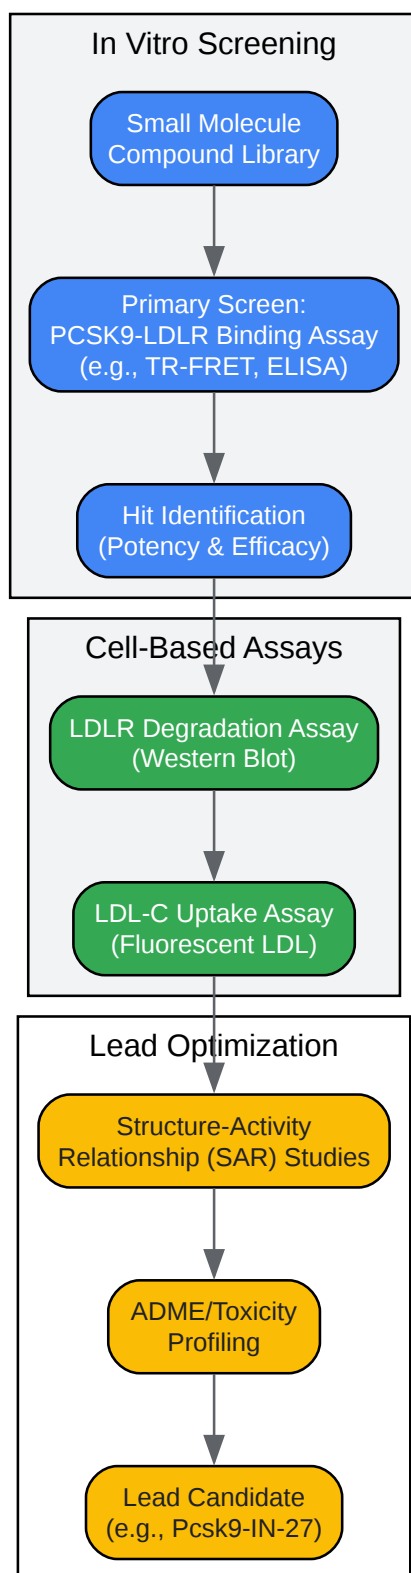 In Vitro Screening
Small Molecule
Compound Library
Primary Screen:
PCSK9-LDLR Binding Assay
(e.g., TR-FRET, ELISA)
Hit Identification
(Potency & Efficacy)
Cell-Based Assays
LDLR Degradation Assay
(Western Blot)
LDL-C Uptake Assay
(Fluorescent LDL)
Lead Optimization
Structure-Activity
Relationship (SAR) Studies
ADME/Toxicity
Profiling
Lead Candidate
(e.g., Pcsk9-IN-27)